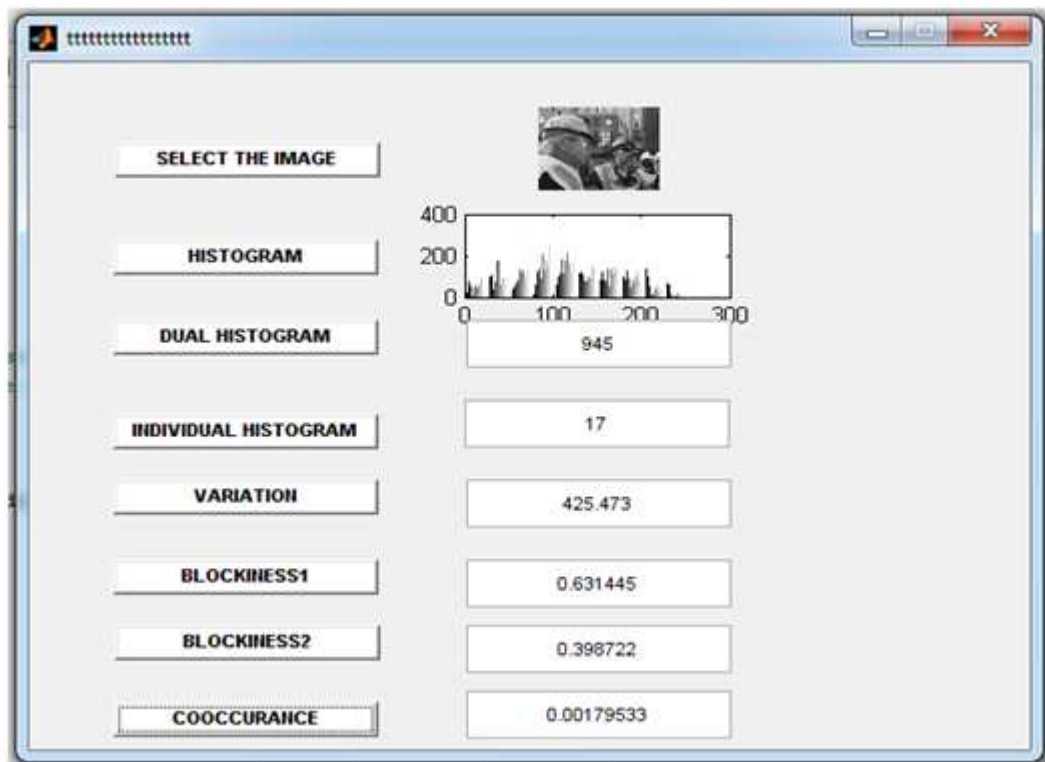 tttttttttttttttttt
SELECT THE IMAGE
400
200
0
0 100 200 300
HISTOGRAM
DUAL HISTOGRAM
945
INDIVIDUAL HISTOGRAM
17
VARIATION
425.473
BLOCKINESS1
0.631445
BLOCKINESS2
0.398722
COOCCURANCE
0.00179533